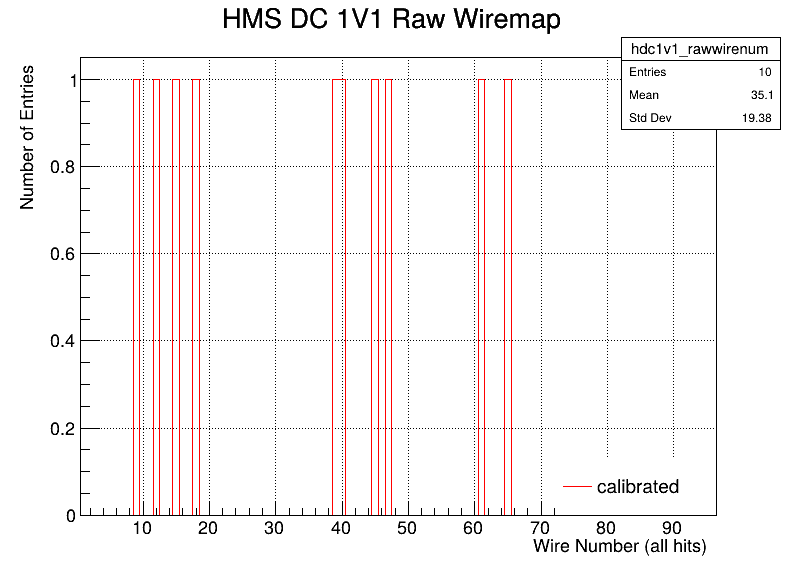 HMS DC 1V1 Raw Wiremap
hdc1v1_rawwirenum
Entries 10
Mean 35.1
Std Dev 19.38
Number of Entries
1
0.8
0.6
0.4
0.2
0
10 20 30 40 50 60 70 80 90
Wire Number (all hits)
calibrated